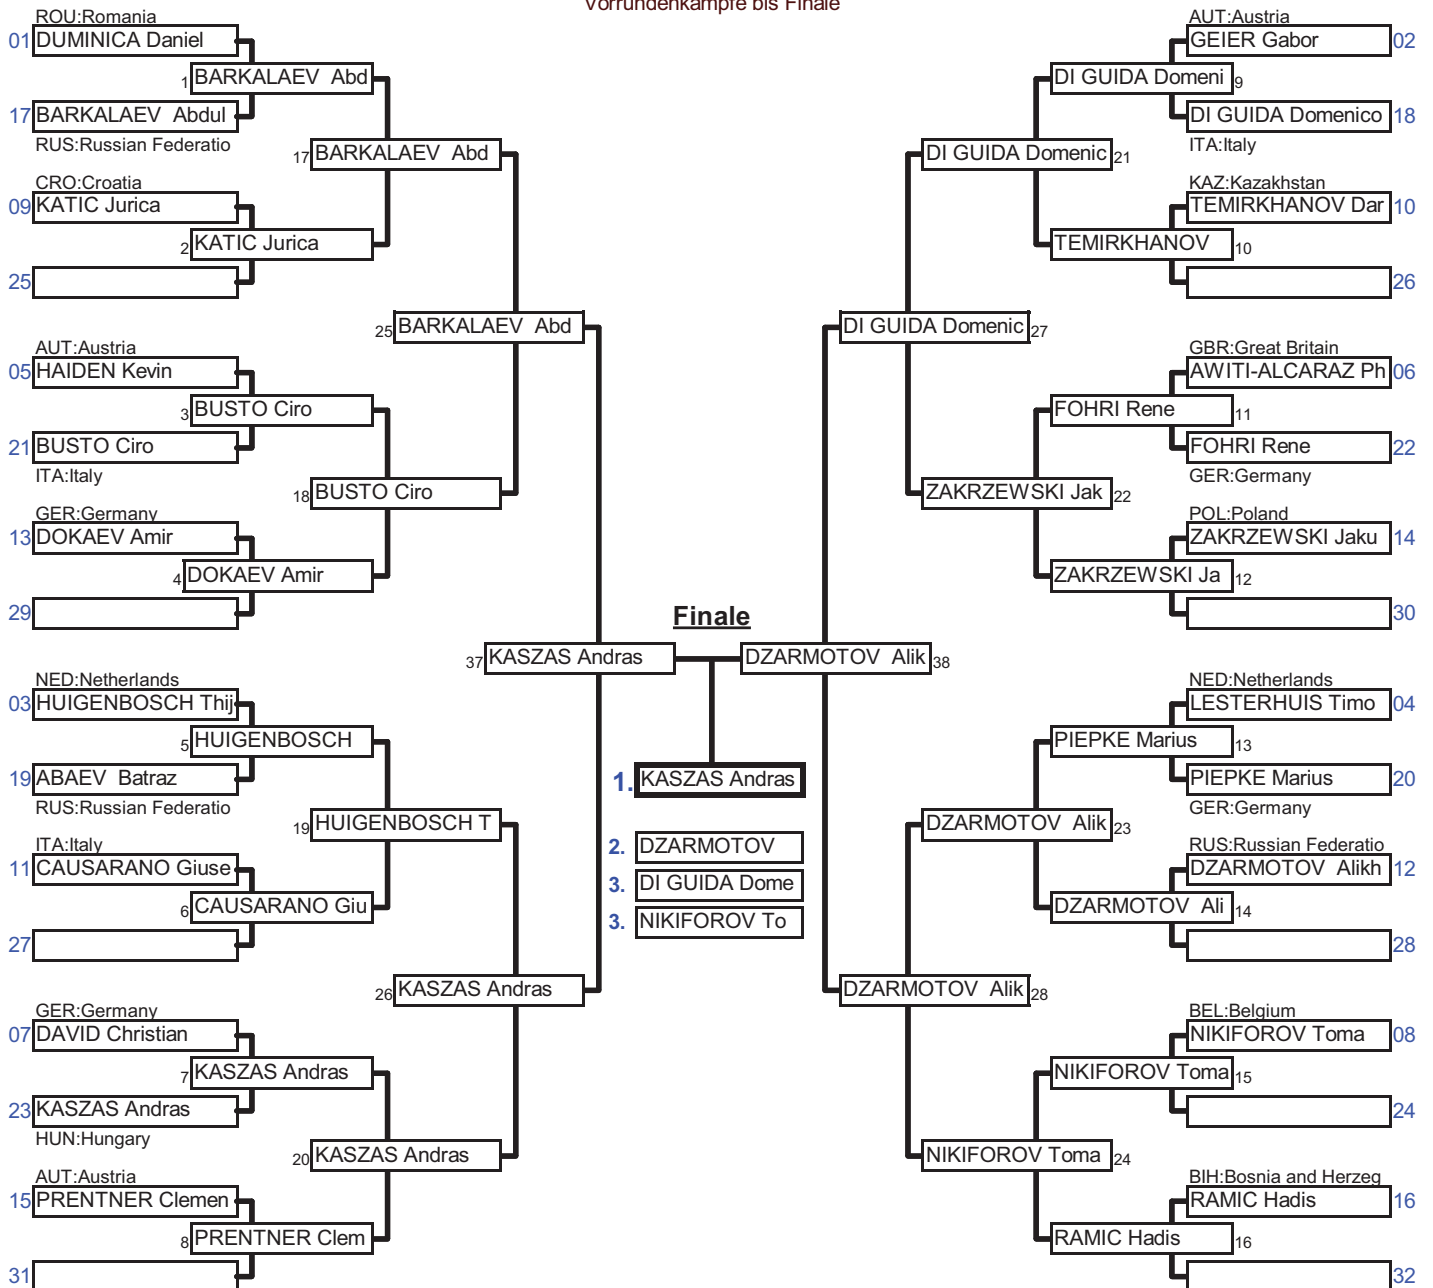 Vorrundenkämpfe bis Finale
ROU:Romania
01 DUMINICA Daniel
1 BARKALAEV Abd
17 BARKALAEV Abdul
RUS:Russian Federatio
17 BARKALAEV Abd
CRO:Croatia
09 KATIC Jurica
2 KATIC Jurica
25
25 BARKALAEV Abd
AUT:Austria
05 HAIDEN Kevin
3 BUSTO Ciro
21 BUSTO Ciro
ITA:Italy
18 BUSTO Ciro
GER:Germany
13 DOKAEV Amir
4 DOKAEV Amir
29
37 KASZAS Andras
NED:Netherlands
03 HUIGENBOSCH Thij
5 HUIGENBOSCH
19 ABAEV Batraz
RUS:Russian Federatio
19 HUIGENBOSCH T
ITA:Italy
11 CAUSARANO Giuse
6 CAUSARANO Giu
27
26 KASZAS Andras
GER:Germany
07 DAVID Christian
7 KASZAS Andras
23 KASZAS Andras
HUN:Hungary
20 KASZAS Andras
AUT:Austria
15 PRENTNER Clemen
8 PRENTNER Clem
31
Finale
1. KASZAS Andras
2. DZARMOTOV
3. DI GUIDA Dome
3. NIKIFOROV To
AUT:Austria
GEIER Gabor 02
DI GUIDA Domeni 9
DI GUIDA Domenico 18
ITA:Italy
DI GUIDA Domenic 21
KAZ:Kazakhstan
TEMIRKHANOV Dar 10
TEMIRKHANOV 10
26
DI GUIDA Domenic 27
GBR:Great Britain
AWITI-ALCARAZ Ph 06
FOHRI Rene 11
FOHRI Rene 22
GER:Germany
ZAKRZEWSKI Jak 22
POL:Poland
ZAKRZEWSKI Jaku 14
ZAKRZEWSKI Ja 12
30
DZARMOTOV Alik 38
NED:Netherlands
LESTERHUIS Timo 04
PIEPKE Marius 13
PIEPKE Marius 20
GER:Germany
DZARMOTOV Alik 23
RUS:Russian Federatio
DZARMOTOV Alikh 12
DZARMOTOV Ali 14
28
DZARMOTOV Alik 28
BEL:Belgium
NIKIFOROV Toma 08
NIKIFOROV Toma 15
24
NIKIFOROV Toma 24
BIH:Bosnia and Herzeg
RAMIC Hadis 16
RAMIC Hadis 16
32